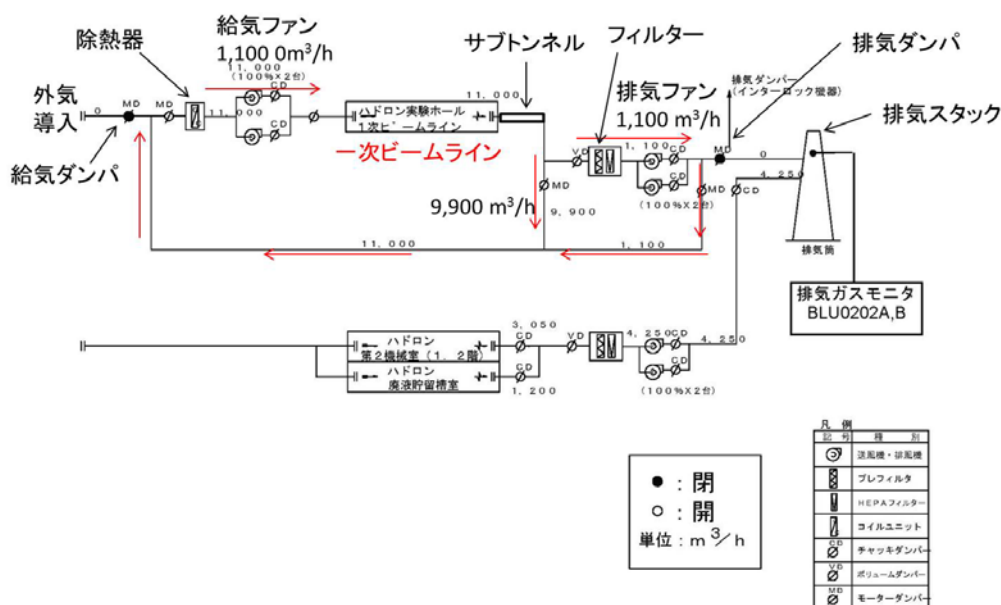 給気ファン
1,100 0m³/h
除熱器
サブトンネル
フィルター
排気ダンパ
11,000
(100%×2台)
CD
CD
外気
導入
0
MD
MD
11,000
給気ダンパ
ハドロン実験ホール
1次ビームライン
一次ビームライン
11,000
排気ファン
1,100 m³/h
排気ダンパー
(インターロック機器)
排気スタック
VD
1,100
CD
CD
(100%X2台)
MD
0
4,250
MD
CD
MD
9,900
9,900 m³/h
11,000
1,100
排気筒
排気ガスモニタ
BLU0202A,B
ハドロン
第2機械室(1.2階)
ハドロン
廃液貯留槽室
3,050
CD
CD
1,200
VD
4,250
CD
CD
(100%X2台)
4,250
● : 閉
○ : 開
単位 : m³/h
凡 例
記 号 種 別
送風機・排風機
プレフィルタ
HEPAフィルター
コイルユニット
CD チャッキダンパー
VD ボリュームダンパー
MD モーターダンパー